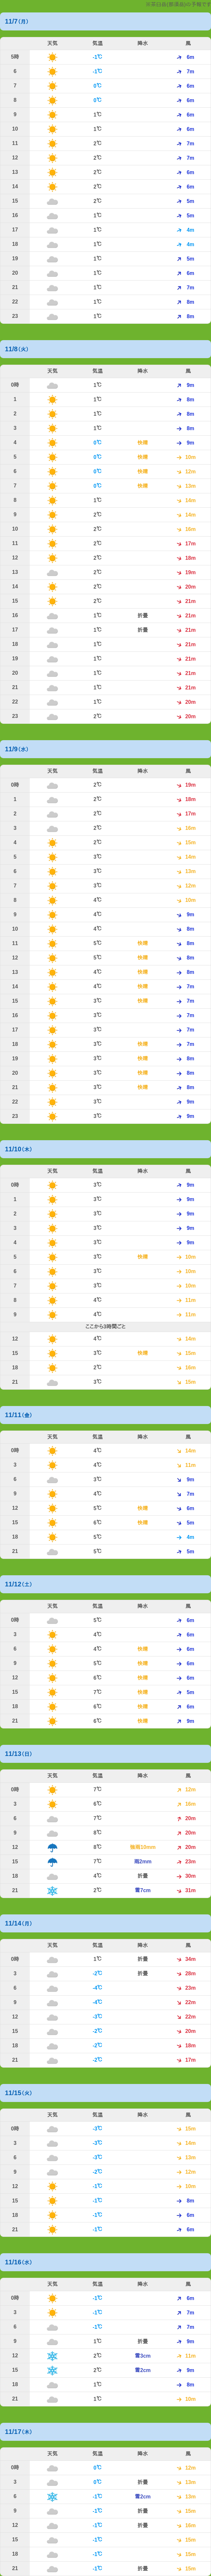 11/7(月)
天気 気温 降水 風
5時 -1℃ 6m
6 -1℃ 7m
7 0℃ 6m
8 0℃ 6m
9 1℃ 6m
10 1℃ 6m
11 2℃ 7m
12 2℃ 7m
13 2℃ 6m
14 2℃ 6m
15 2℃ 5m
16 1℃ 5m
17 1℃ 4m
18 1℃ 4m
19 1℃ 5m
20 1℃ 6m
21 1℃ 7m
22 1℃ 8m
23 1℃ 8m
11/8(火)
天気 気温 降水 風
0時 1℃ 9m
1 1℃ 8m
2 1℃ 8m
3 1℃ 8m
4 0℃ 快晴 9m
5 0℃ 快晴 10m
6 0℃ 快晴 12m
7 0℃ 快晴 13m
8 1℃ 14m
9 2℃ 14m
10 2℃ 16m
11 2℃ 17m
12 2℃ 18m
13 2℃ 19m
14 2℃ 20m
15 2℃ 21m
16 1℃ 折畳 21m
17 1℃ 折畳 21m
18 1℃ 21m
19 1℃ 21m
20 1℃ 21m
21 1℃ 21m
22 1℃ 20m
23 2℃ 20m
11/9(水)
天気 気温 降水 風
0時 2℃ 19m
1 2℃ 18m
2 2℃ 17m
3 2℃ 16m
4 2℃ 15m
5 3℃ 14m
6 3℃ 13m
7 3℃ 12m
8 4℃ 10m
9 4℃ 9m
10 4℃ 8m
11 5℃ 快晴 8m
12 5℃ 快晴 8m
13 4℃ 快晴 8m
14 4℃ 快晴 7m
15 3℃ 快晴 7m
16 3℃ 7m
17 3℃ 7m
18 3℃ 快晴 7m
19 3℃ 快晴 8m
20 3℃ 快晴 8m
21 3℃ 快晴 8m
22 3℃ 9m
23 3℃ 9m
11/10(木)
天気 気温 降水 風
0時 3℃ 9m
1 3℃ 9m
2 3℃ 9m
3 3℃ 9m
4 3℃ 9m
5 3℃ 快晴 10m
6 3℃ 10m
7 3℃ 10m
8 4℃ 11m
9 4℃ 11m
ここから3時間ごと
12 4℃ 14m
15 3℃ 快晴 15m
18 2℃ 16m
21 3℃ 15m
11/11(金)
天気 気温 降水 風
0時 4℃ 14m
3 4℃ 11m
6 3℃ 9m
9 4℃ 7m
12 5℃ 快晴 6m
15 6℃ 快晴 5m
18 5℃ 4m
21 5℃ 5m
11/12(土)
天気 気温 降水 風
0時 5℃ 6m
3 4℃ 6m
6 4℃ 快晴 6m
9 5℃ 快晴 6m
12 6℃ 快晴 6m
15 7℃ 快晴 5m
18 6℃ 快晴 6m
21 6℃ 快晴 9m
11/13(日)
天気 気温 降水 風
0時 7℃ 12m
3 6℃ 16m
6 7℃ 20m
9 8℃ 20m
12 8℃ 強雨10mm 20m
15 7℃ 雨2mm 23m
18 4℃ 折畳 30m
21 2℃ 雪7cm 31m
11/14(月)
天気 気温 降水 風
0時 1℃ 折畳 34m
3 -2℃ 折畳 28m
6 -4℃ 23m
9 -4℃ 22m
12 -3℃ 22m
15 -2℃ 20m
18 -2℃ 18m
21 -2℃ 17m
11/15(火)
天気 気温 降水 風
0時 -3℃ 15m
3 -3℃ 14m
6 -3℃ 13m
9 -2℃ 12m
12 -1℃ 10m
15 -1℃ 8m
18 -1℃ 6m
21 -1℃ 6m
11/16(水)
天気 気温 降水 風
0時 -1℃ 6m
3 -1℃ 7m
6 -1℃ 7m
9 1℃ 折畳 9m
12 2℃ 雪3cm 11m
15 2℃ 雪2cm 9m
18 1℃ 8m
21 1℃ 10m
11/17(木)
天気 気温 降水 風
0時 0℃ 12m
3 0℃ 折畳 13m
6 -1℃ 雪2cm 13m
9 -1℃ 折畳 15m
12 -1℃ 折畳 16m
15 -1℃ 15m
18 -1℃ 15m
21 -1℃ 折畳 15m